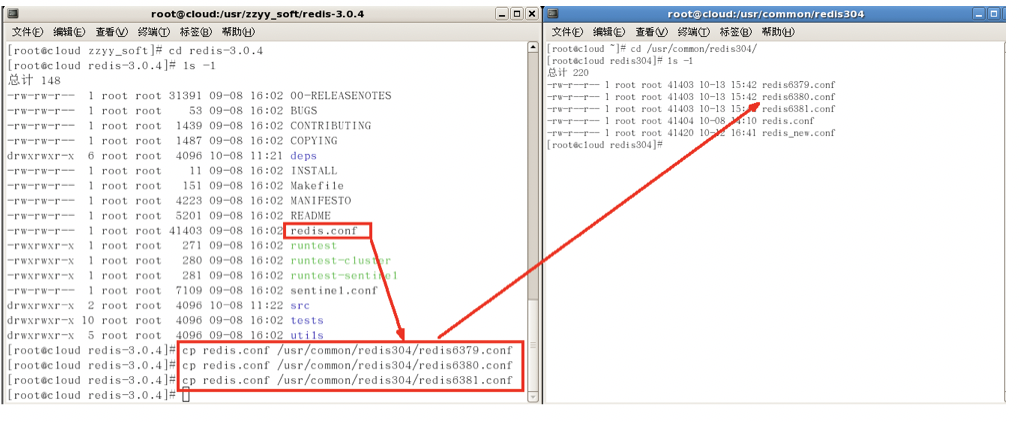 root@cloud:/usr/zzyy_soft/redis-3.0.4
文件(F) 编辑(E) 查看(V) 终端(T) 标签(B) 帮助(H)
[root@cloud zzyy_soft]# cd redis-3.0.4
[root@cloud redis-3.0.4]# ls -l
总计 148
-rw-rw-r-- 1 root root 31391 09-08 16:02 00-RELEASENOTES
-rw-rw-r-- 1 root root 53 09-08 16:02 BUGS
-rw-rw-r-- 1 root root 1439 09-08 16:02 CONTRIBUTING
-rw-rw-r-- 1 root root 1487 09-08 16:02 COPYING
drwxrwxr-x 6 root root 4096 10-08 11:21 deps
-rw-rw-r-- 1 root root 11 09-08 16:02 INSTALL
-rw-rw-r-- 1 root root 151 09-08 16:02 Makefile
-rw-rw-r-- 1 root root 4223 09-08 16:02 MANIFESTO
-rw-rw-r-- 1 root root 5201 09-08 16:02 README
-rw-rw-r-- 1 root root 41403 09-08 16:02 redis.conf
-rwxrwxr-x 1 root root 271 09-08 16:02 runtest
-rwxrwxr-x 1 root root 280 09-08 16:02 runtest-cluster
-rwxrwxr-x 1 root root 281 09-08 16:02 runtest-sentinel
-rw-rw-r-- 1 root root 7109 09-08 16:02 sentinel.conf
drwxrwxr-x 2 root root 4096 10-08 11:22 src
drwxrwxr-x 10 root root 4096 09-08 16:02 tests
drwxrwxr-x 5 root root 4096 09-08 16:02 utils
[root@cloud redis-3.0.4]# cp redis.conf /usr/common/redis304/redis6379.conf
[root@cloud redis-3.0.4]# cp redis.conf /usr/common/redis304/redis6380.conf
[root@cloud redis-3.0.4]# cp redis.conf /usr/common/redis304/redis6381.conf
[root@cloud redis-3.0.4]#
root@cloud:/usr/common/redis304
文件(F) 编辑(E) 查看(V) 终端(T) 标签(B) 帮助(H)
[root@cloud ~]# cd /usr/common/redis304/
[root@cloud redis304]# ls -l
总计 220
-rw-r--r-- 1 root root 41403 10-13 15:42 redis6379.conf
-rw-r--r-- 1 root root 41403 10-13 15:42 redis6380.conf
-rw-r--r-- 1 root root 41403 10-13 redis6381.conf
-rw-r--r-- 1 root root 41404 10-08 redis.conf
-rw-r--r-- 1 root root 41420 16:41 redis_new.conf
[root@cloud redis304]#